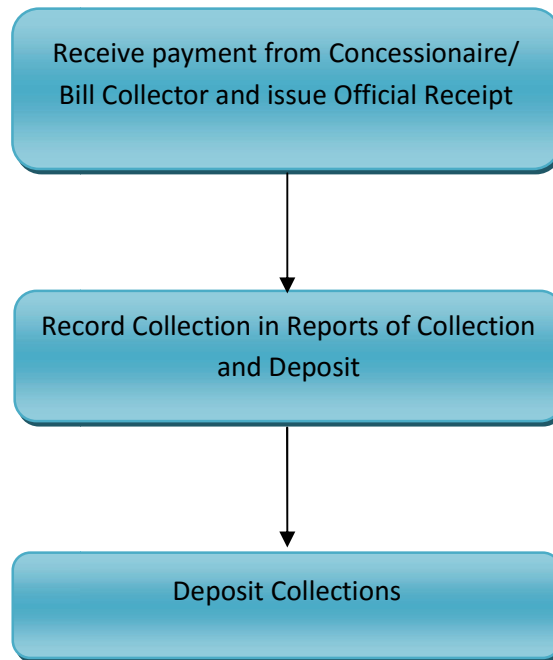 Receive payment from Concessionaire/
Bill Collector and issue Official Receipt
Record Collection in Reports of Collection
and Deposit
Deposit Collections